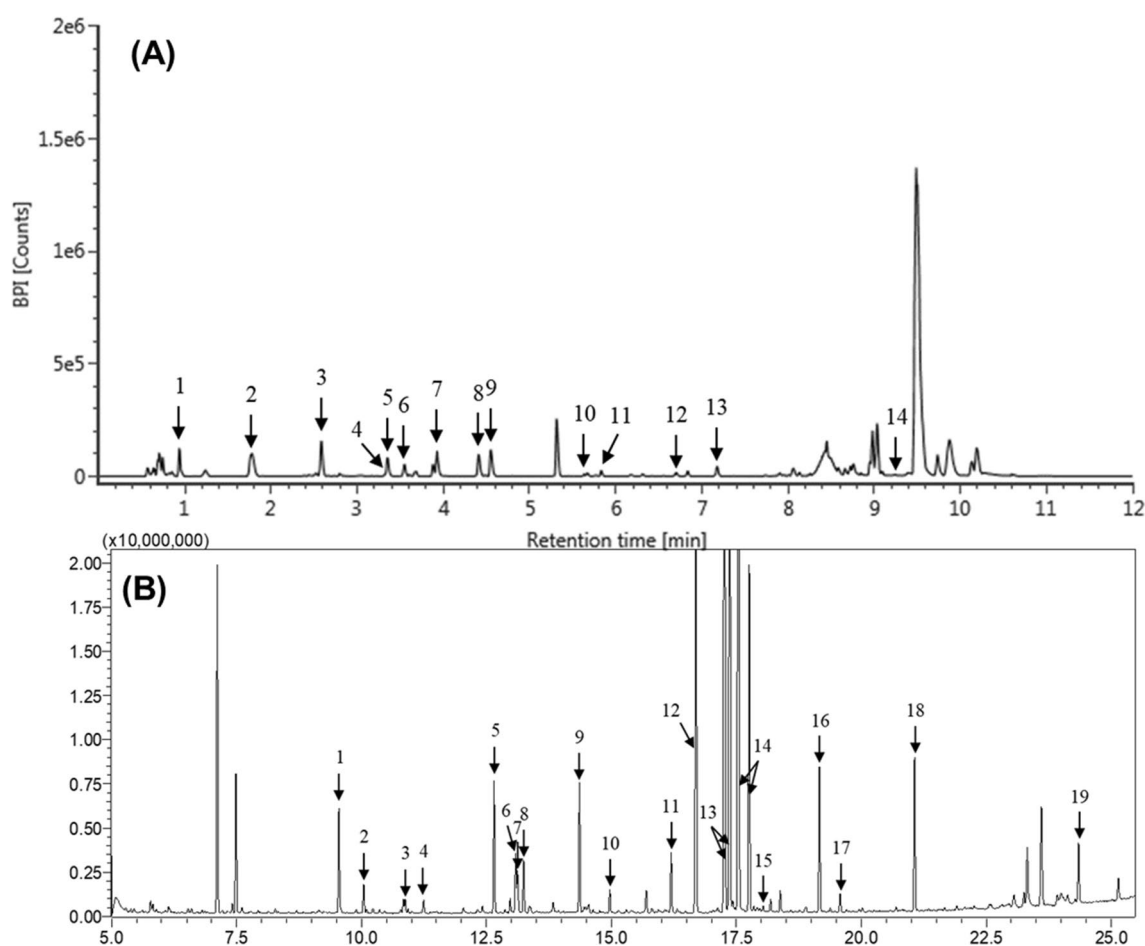 2e6
(A)
1.5e6
BPI [Counts]
1e6
5e5
1 2 3 4 5 6 7 8 9 10 11 12 13 14
0
1 2 3 4 5 6 7 8 9 10 11 12
Retention time [min]
(x10,000,000)
2.00
(B)
1.75
1.50
1.25
1.00
0.75
0.50
0.25
0.00
1 2 3 4 5 6 7 8 9 10 11 12 13 14 15 16 17 18 19
5.0 7.5 10.0 12.5 15.0 17.5 20.0 22.5 25.0